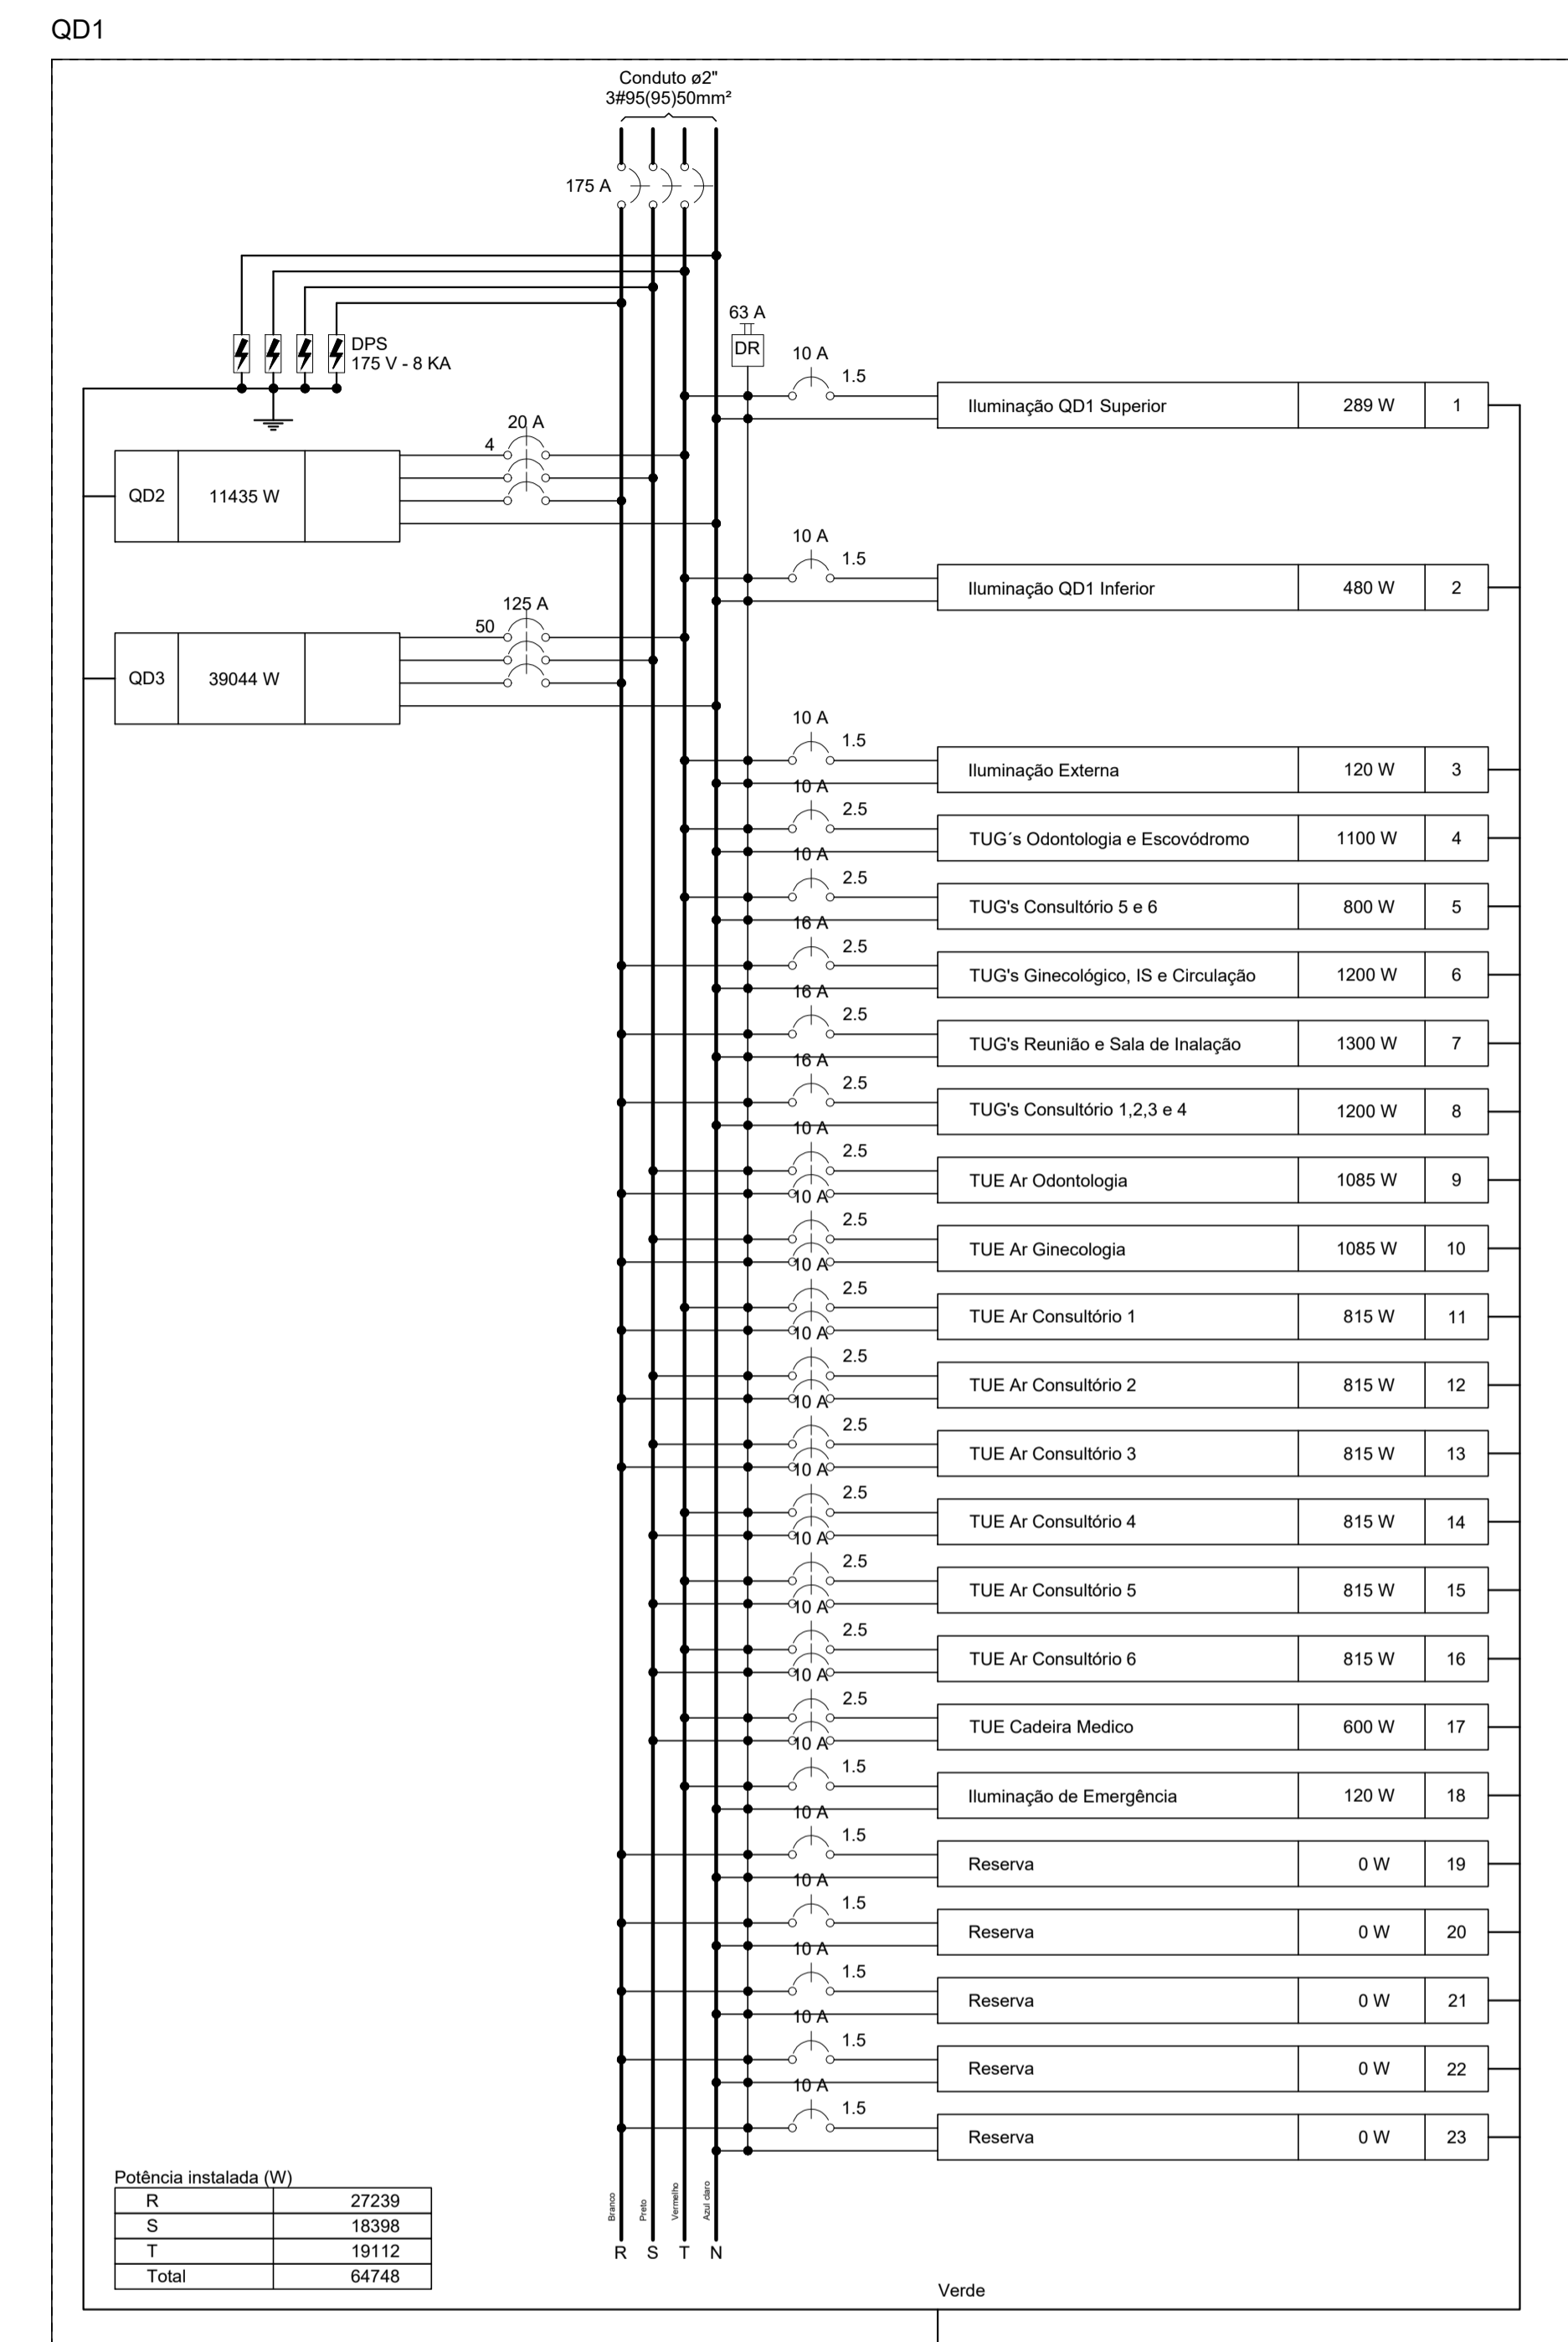 QD1
Conduto ø2"
3#95(95)50mm²
175 A
DPS
175 V - 8 KA
63 A
DR
10 A
1.5
Iluminação QD1 Superior 289 W 1
20 A
4
QD2 11435 W
10 A
1.5
Iluminação QD1 Inferior 480 W 2
125 A
50
QD3 39044 W
10 A
1.5
Iluminação Externa 120 W 3
10 A
2.5
TUG´s Odontologia e Escovódromo 1100 W 4
10 A
2.5
TUG's Consultório 5 e 6 800 W 5
16 A
2.5
TUG's Ginecológico, IS e Circulação 1200 W 6
16 A
2.5
TUG's Reunião e Sala de Inalação 1300 W 7
16 A
2.5
TUG's Consultório 1,2,3 e 4 1200 W 8
10 A
2.5
TUE Ar Odontologia 1085 W 9
10 A
2.5
TUE Ar Ginecologia 1085 W 10
10 A
2.5
TUE Ar Consultório 1 815 W 11
10 A
2.5
TUE Ar Consultório 2 815 W 12
10 A
2.5
TUE Ar Consultório 3 815 W 13
10 A
2.5
TUE Ar Consultório 4 815 W 14
10 A
2.5
TUE Ar Consultório 5 815 W 15
10 A
2.5
TUE Ar Consultório 6 815 W 16
10 A
2.5
TUE Cadeira Medico 600 W 17
10 A
1.5
Iluminação de Emergência 120 W 18
10 A
1.5
Reserva 0 W 19
10 A
1.5
Reserva 0 W 20
10 A
1.5
Reserva 0 W 21
10 A
1.5
Reserva 0 W 22
10 A
1.5
Reserva 0 W 23
Potência instalada (W)
R 27239
S 18398
T 19112
Total 64748
Branco
Preto
Vermelho
Azul claro
R S T N
Verde